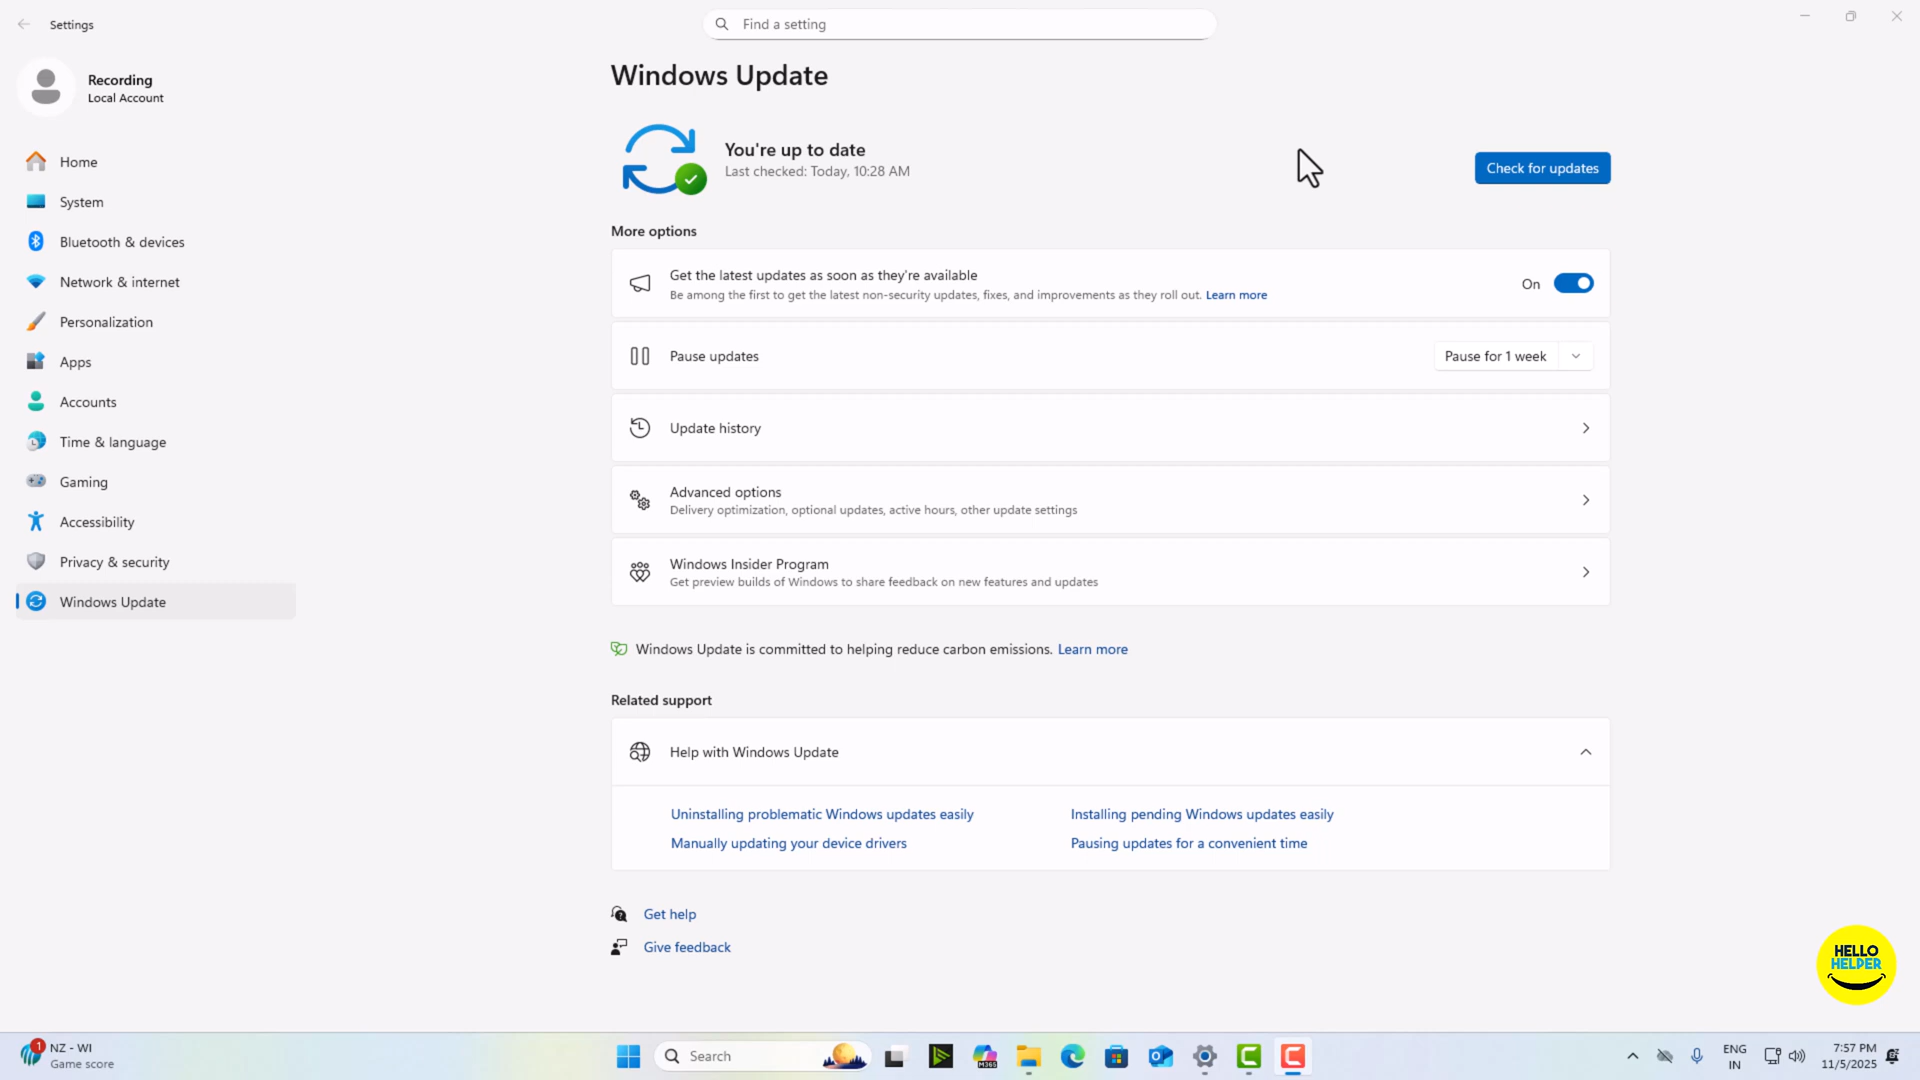 Settings
Find a setting
Recording
Local Account
Home
System
Bluetooth & devices
Network & internet
Personalization
Apps
Accounts
Time & language
Gaming
Accessibility
Privacy & security
Windows Update
Windows Update
You're up to date
Last checked: Today, 10:28 AM
Check for updates
More options
Get the latest updates as soon as they're available
Be among the first to get the latest non-security updates, fixes, and improvements as they roll out. Learn more
On
Pause updates
Pause for 1 week
Update history
Advanced options
Delivery optimization, optional updates, active hours, other update settings
Windows Insider Program
Get preview builds of Windows to share feedback on new features and updates
Windows Update is committed to helping reduce carbon emissions. Learn more
Related support
Help with Windows Update
Uninstalling problematic Windows updates easily
Installing pending Windows updates easily
Manually updating your device drivers
Pausing updates for a convenient time
Get help
Give feedback
HELLO
HELPER
1
NZ - WI
Game score
Search
M365
ENG
IN
7:57 PM
11/5/2025